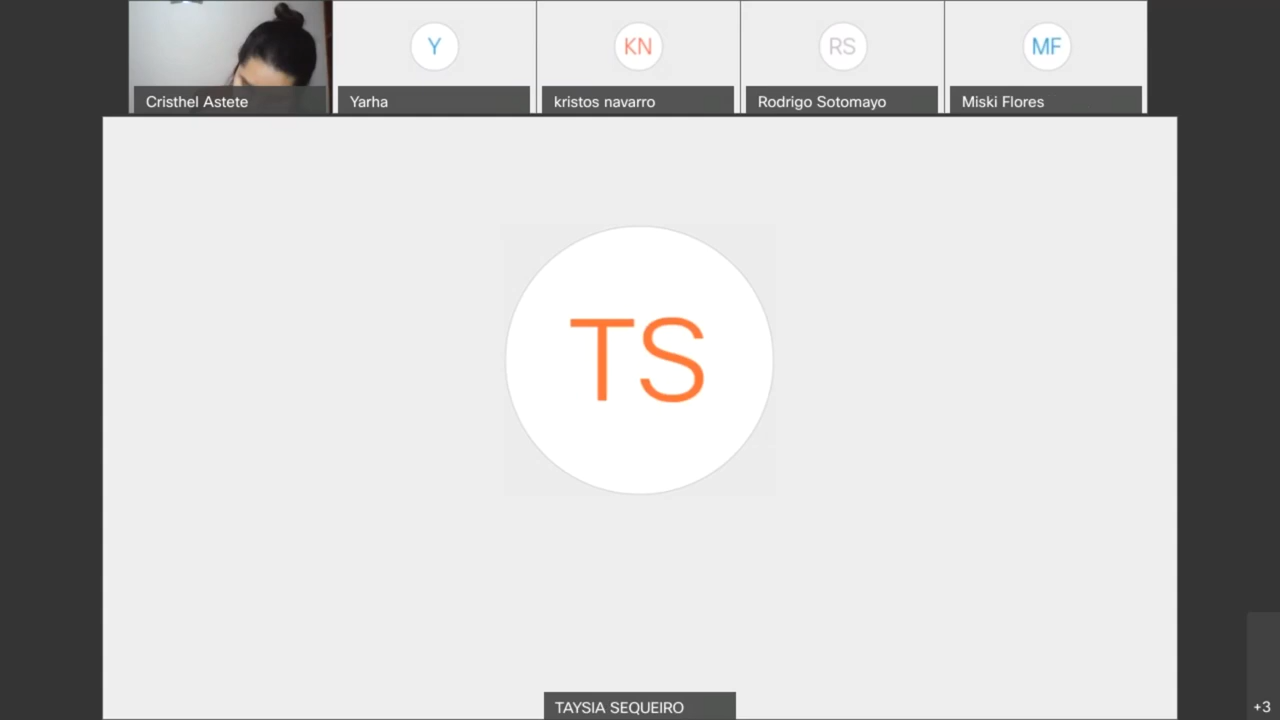 Y
KN
RS
MF
Cristhel Astete
Yarha
kristos navarro
Rodrigo Sotomayo
Miski Flores
TS
TAYSIA SEQUEIRO
+3